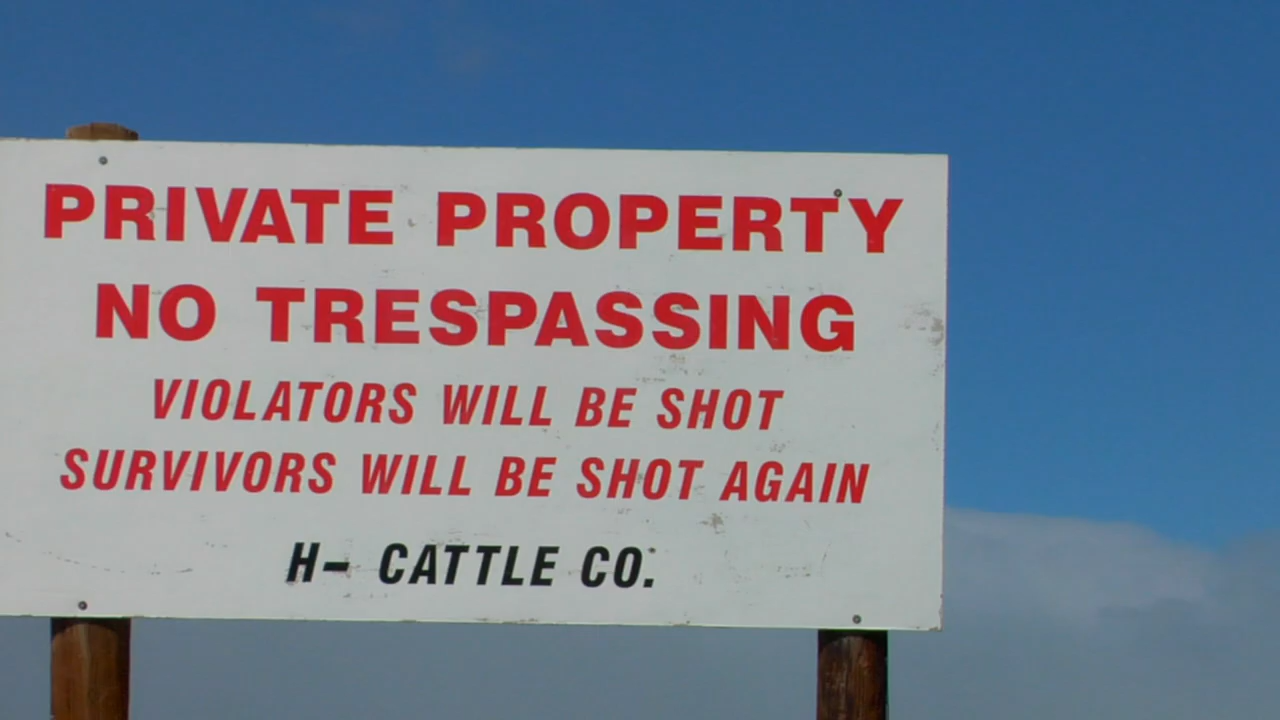 PRIVATE PROPERTY
NO TRESPASSING
VIOLATORS WILL BE SHOT
SURVIVORS WILL BE SHOT AGAIN
H– CATTLE CO.